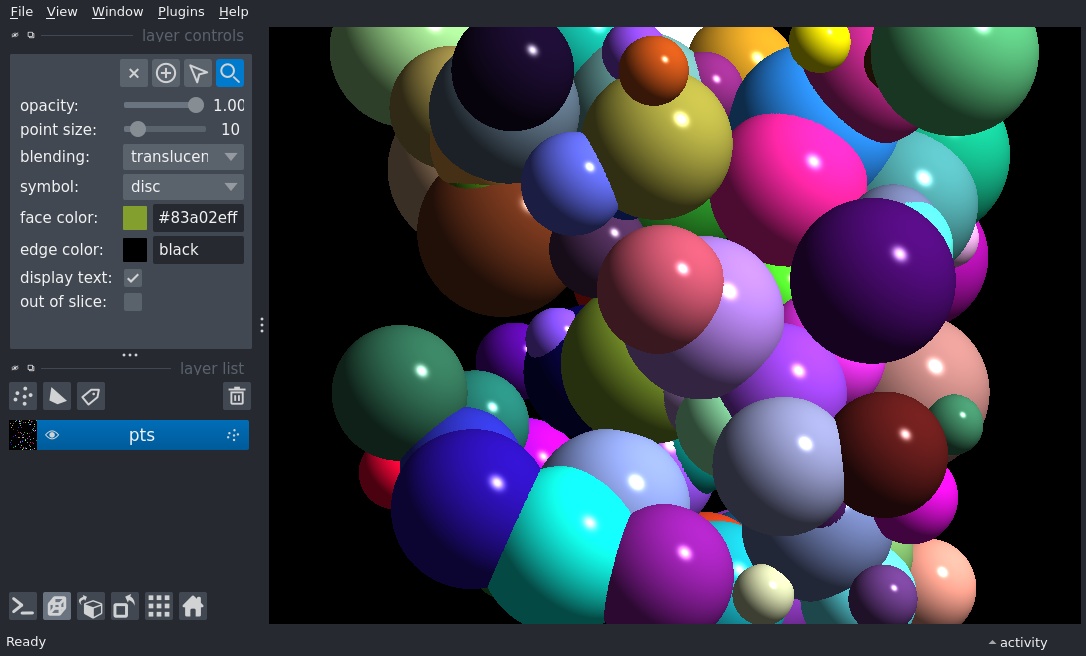 File View Window Plugins Help
layer controls
opacity: 1.00
point size: 10
blending: translucen
symbol: disc
face color: #83a02eff
edge color: black
display text:
out of slice:
layer list
pts
Ready
activity